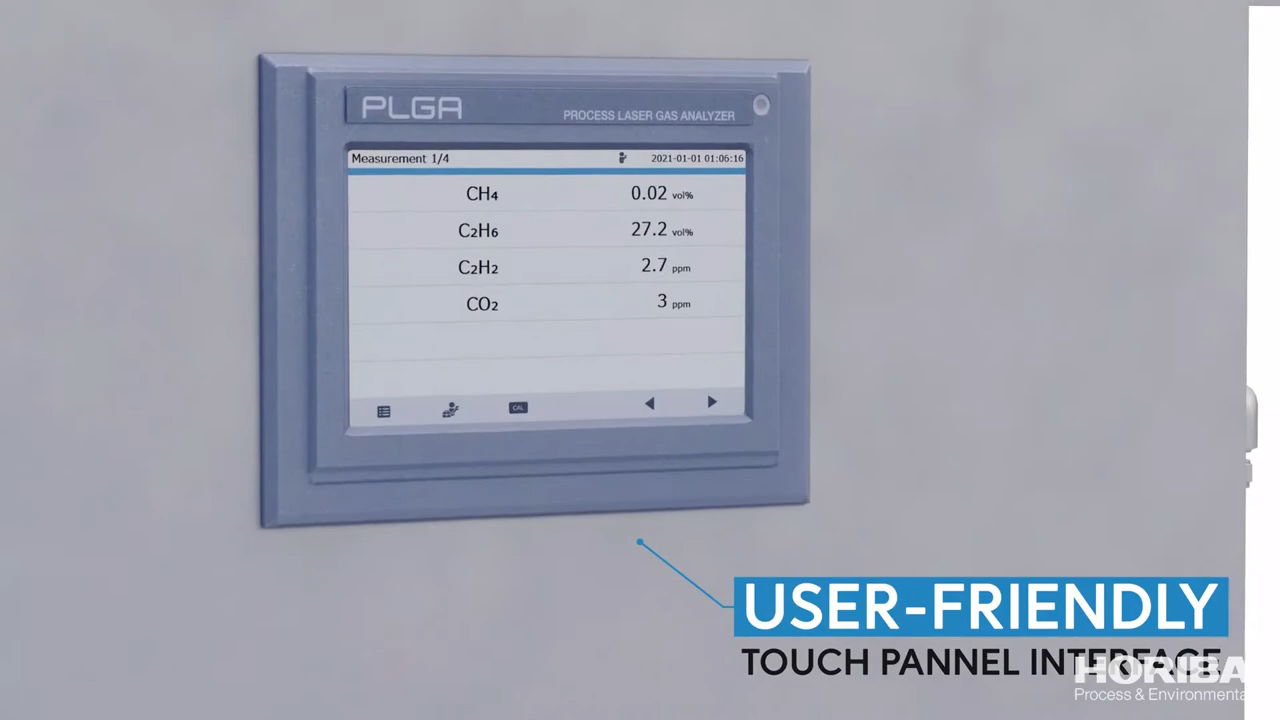 PLGA
PROCESS LASER GAS ANALYZER
Measurement 1/4 2021-01-01 01:06:16
CH₄ 0.02 vol%
C₂H₆ 27.2 vol%
C₂H₂ 2.7 ppm
CO₂ 3 ppm
CAL
USER-FRIENDLY
TOUCH PANNEL INTERFACE
HORIBA
Process & Environmental